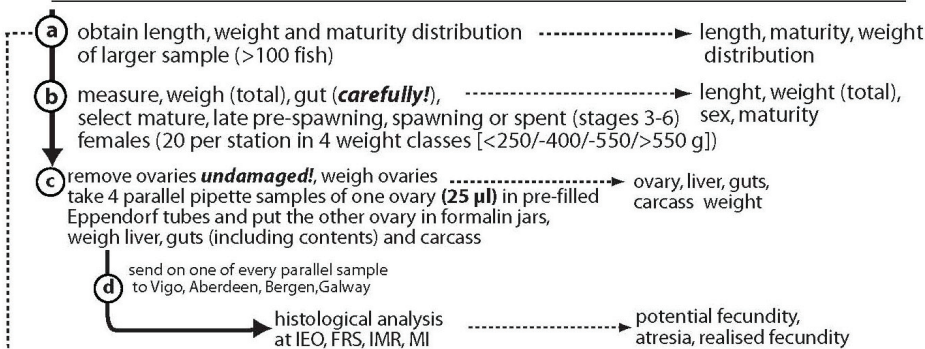 a obtain length, weight and maturity distribution
of larger sample (>100 fish)
length, maturity, weight
distribution
b measure, weigh (total), gut (carefully!),
select mature, late pre-spawning, spawning or spent (stages 3-6)
females (20 per station in 4 weight classes [<250/-400/-550/>550 g])
lenght, weight (total),
sex, maturity
c remove ovaries undamaged!, weigh ovaries
take 4 parallel pipette samples of one ovary (25 µl) in pre-filled
Eppendorf tubes and put the other ovary in formalin jars,
weigh liver, guts (including contents) and carcass
ovary, liver, guts,
carcass weight
d send on one of every parallel sample
to Vigo, Aberdeen, Bergen,Galway
histological analysis
at IEO, FRS, IMR, MI
potential fecundity,
atresia, realised fecundity